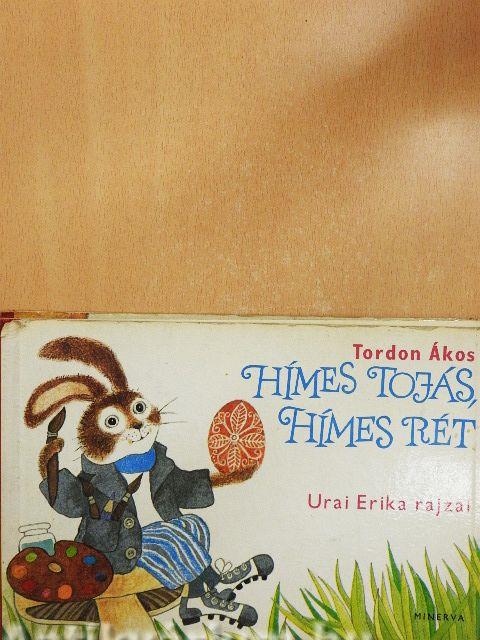 Tordon Ákos
HÍMES TOJÁS,
HÍMES RÉT
Urai Erika rajzai
MINERVA